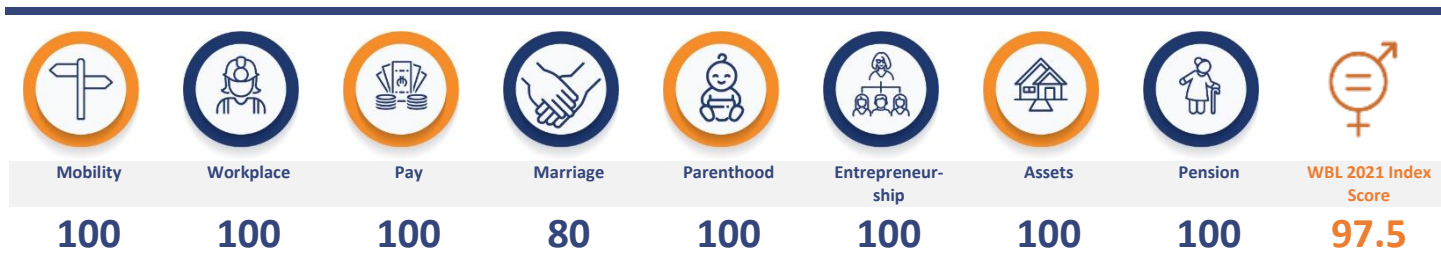 Mobility Workplace Pay Marriage Parenthood Entrepreneur- Assets Pension WBL 2021 Index
ship Score
100 100 100 80 100 100 100 100 97.5